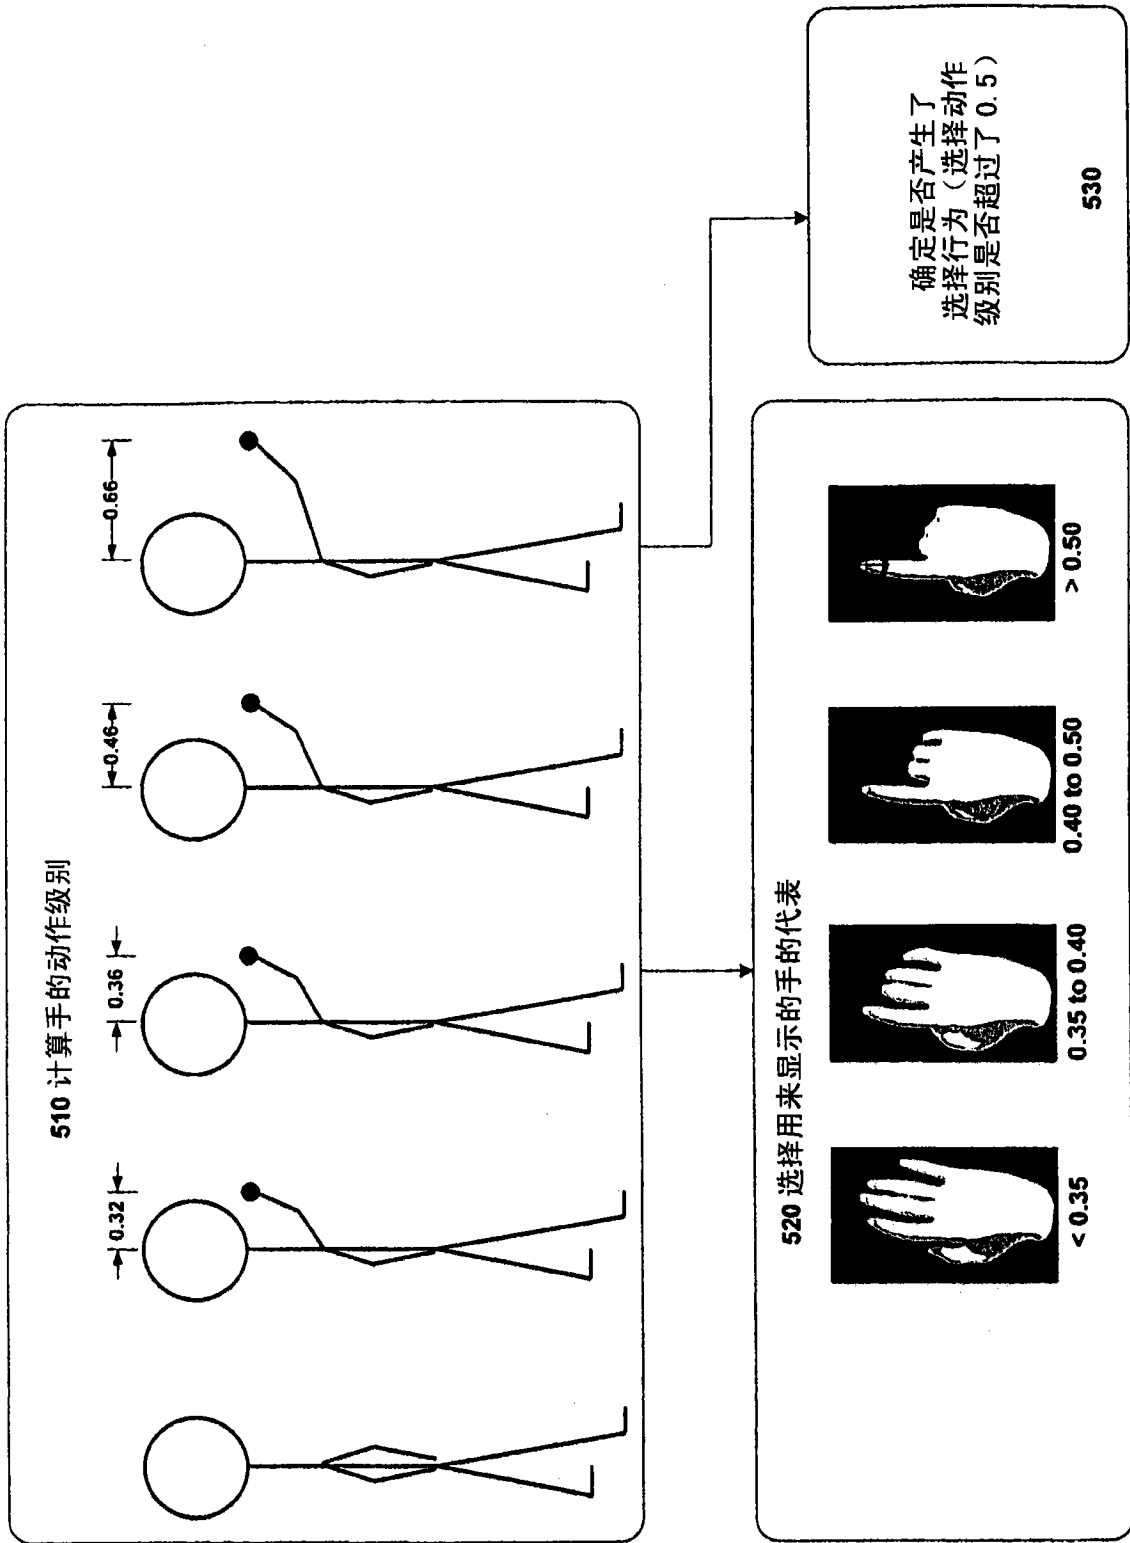 510 计算手的动作级别
0.32
0.36
0.46
0.66
520 选择用来显示的手的代表
< 0.35
0.35 to 0.40
0.40 to 0.50
> 0.50
确定是否产生了
选择行为（选择动作
级别是否超过了 0.5）
530